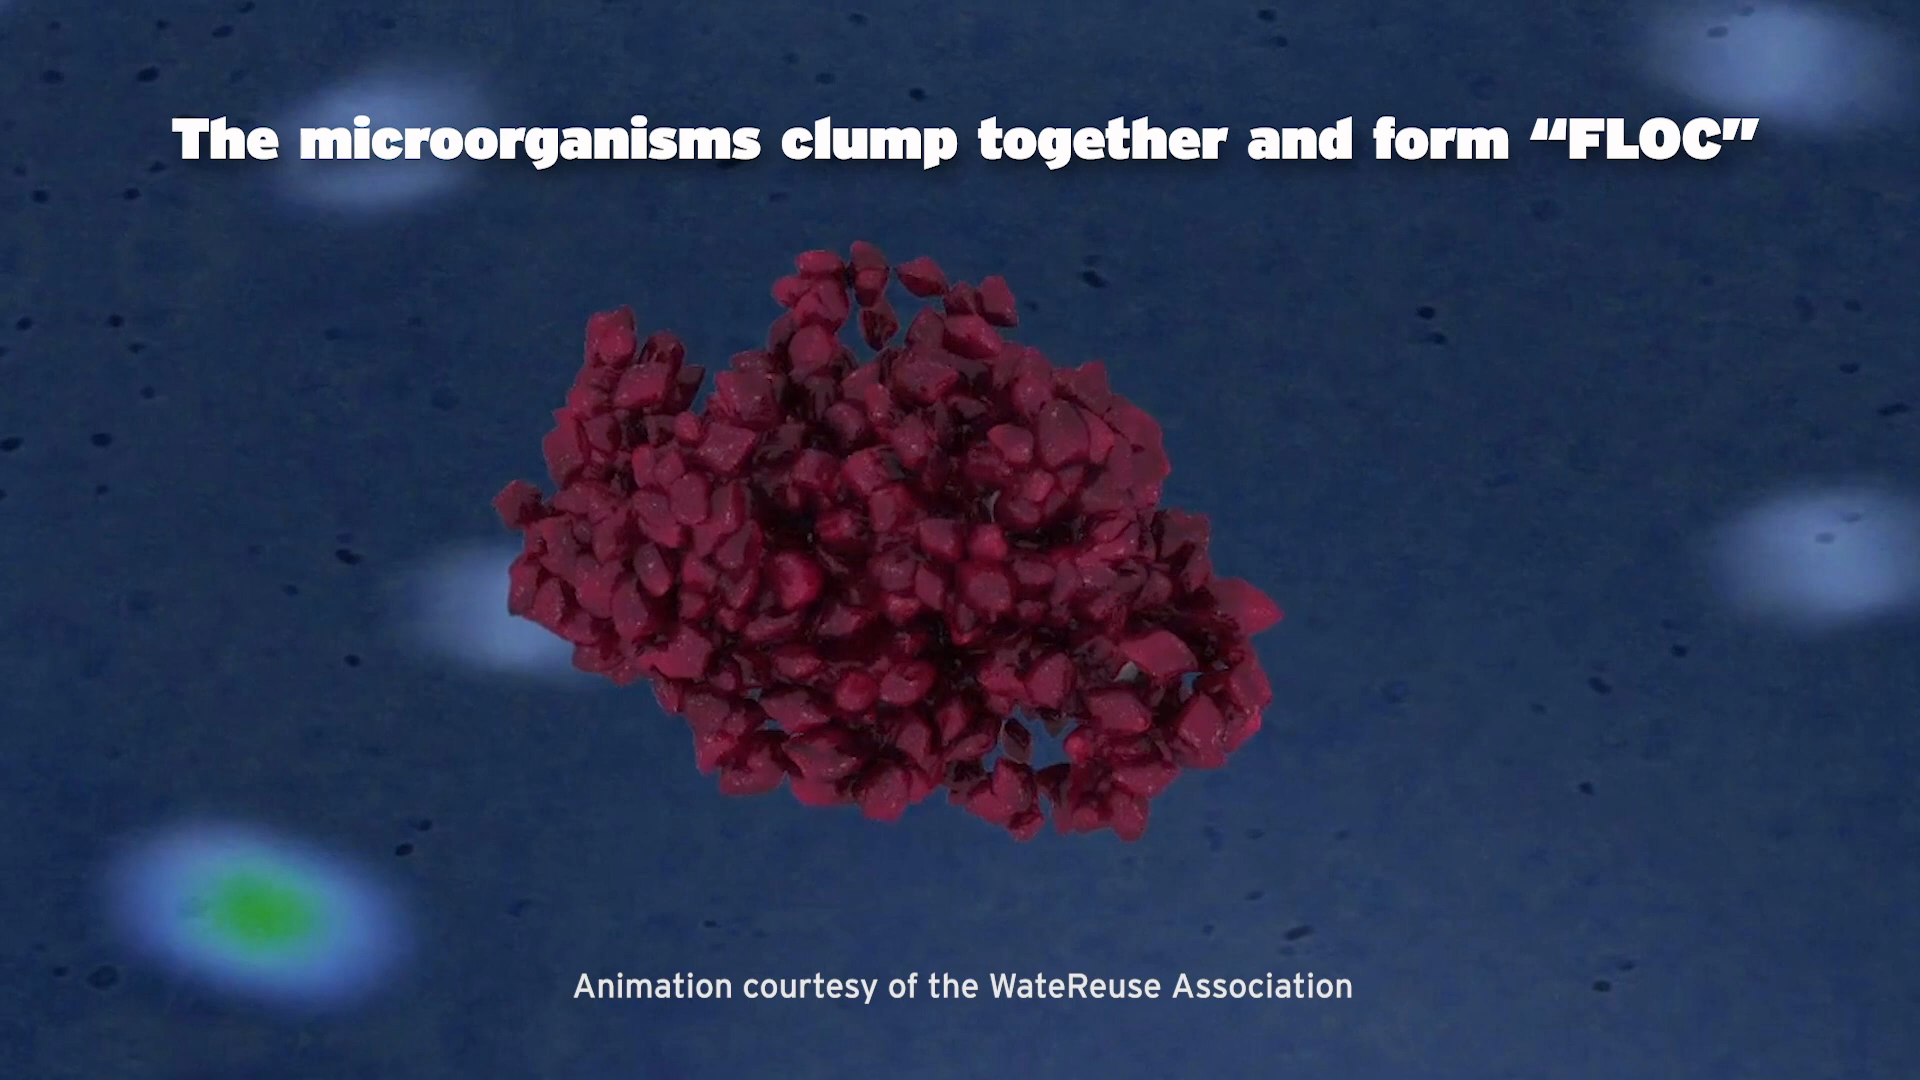 The microorganisms clump together and form “FLOC”
Animation courtesy of the WateReuse Association